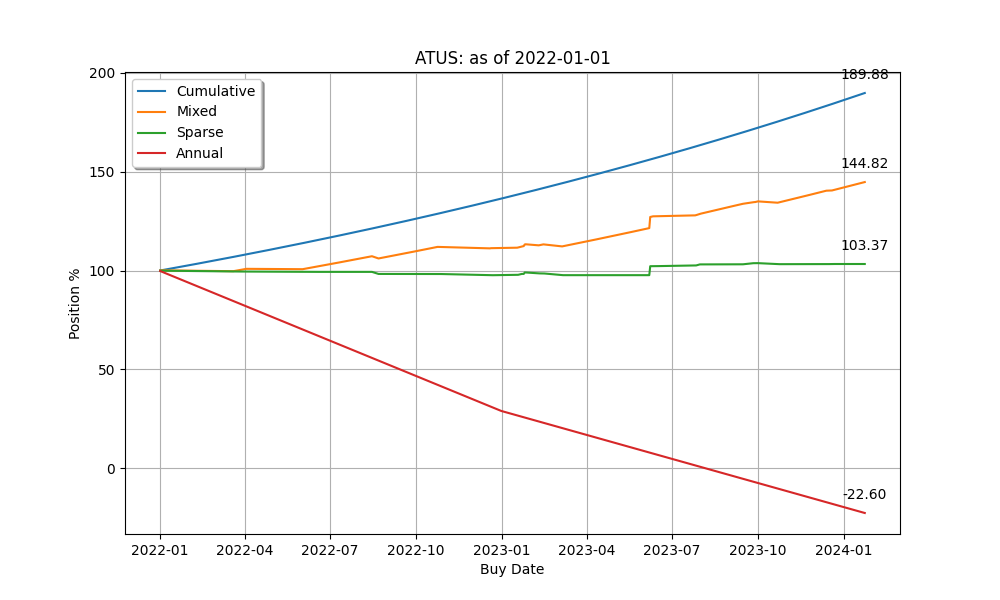 ATUS: as of 2022-01-01
200
150
100
50
0
Position %
Cumulative
Mixed
Sparse
Annual
189.88
144.82
103.37
-22.60
2022-01
2022-04
2022-07
2022-10
2023-01
2023-04
2023-07
2023-10
2024-01
Buy Date